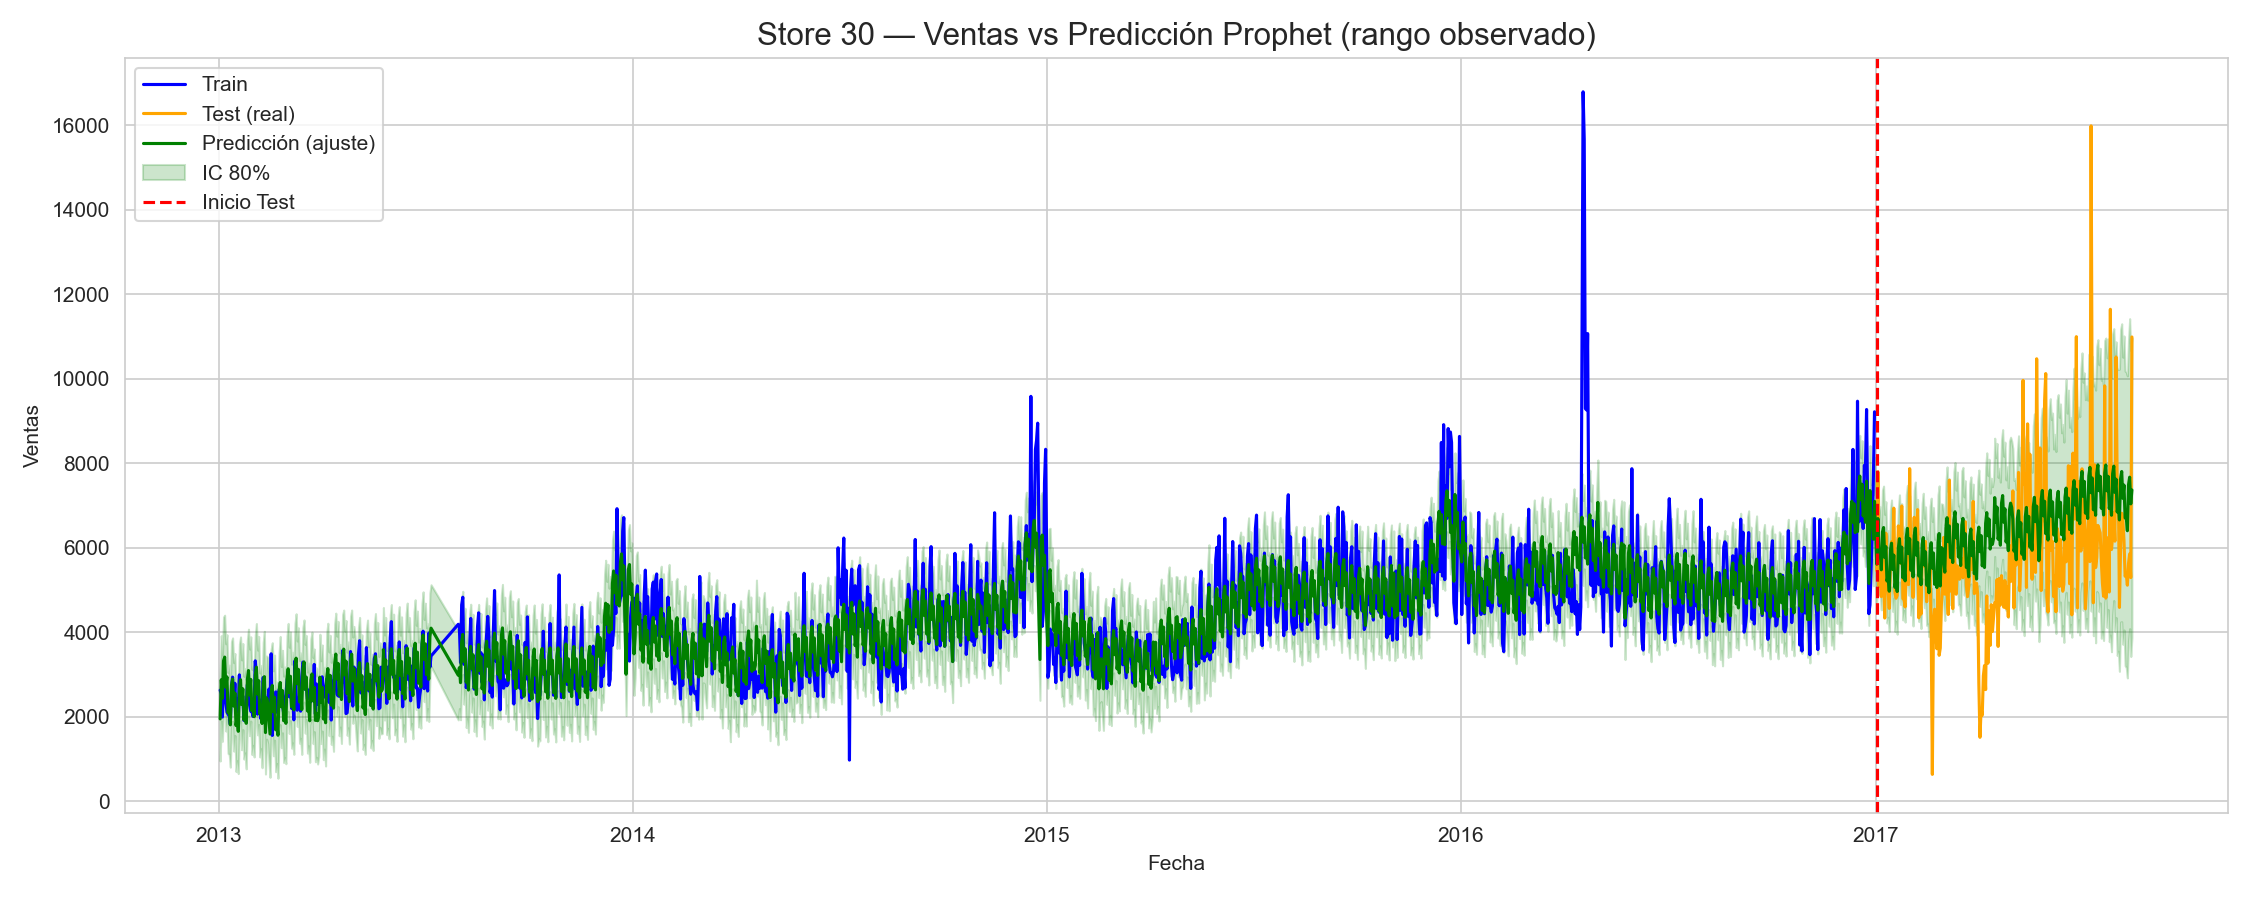 Store 30 — Ventas vs Predicción Prophet (rango observado)
Train
Test (real)
Predicción (ajuste)
IC 80%
Inicio Test
Ventas
16000
14000
12000
10000
8000
6000
4000
2000
0
2013
2014
2015
2016
2017
Fecha